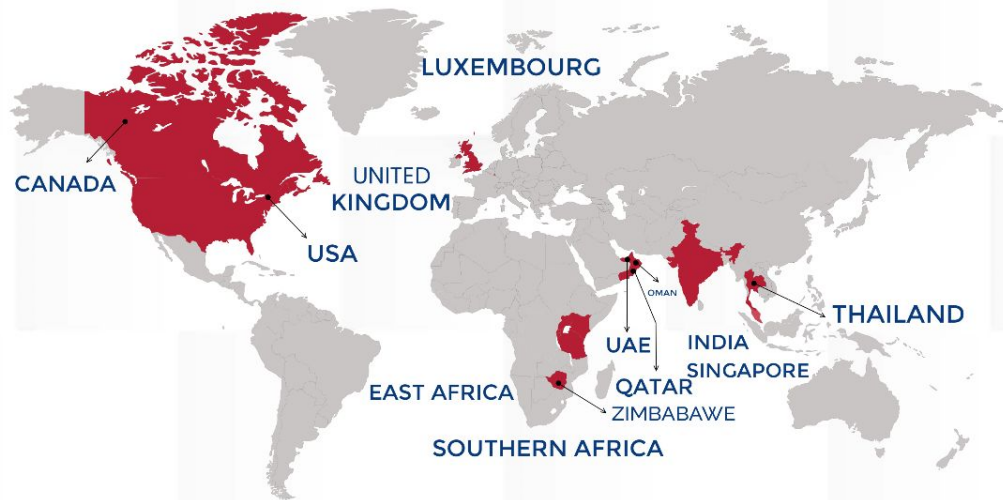 LUXEMBOURG
CANADA
UNITED
KINGDOM
USA
OMAN
THAILAND
UAE
INDIA
SINGAPORE
QATAR
EAST AFRICA
ZIMBABAWE
SOUTHERN AFRICA